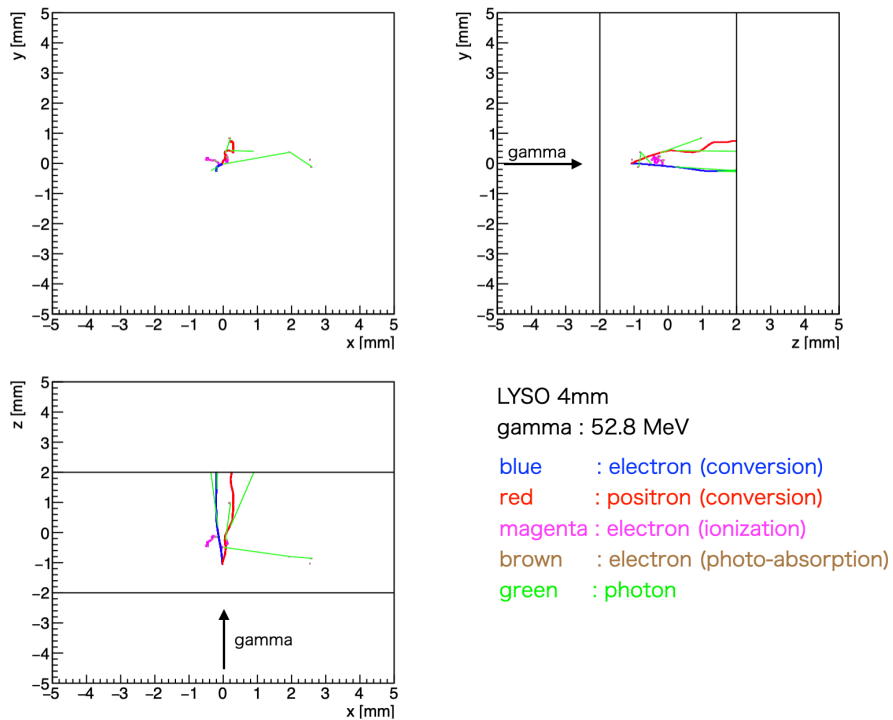 y [mm]
5
4
3
2
1
0
−1
−2
−3
−4
−5
−5 −4 −3 −2 −1 0 1 2 3 4 5
x [mm]
y [mm]
5
4
3
2
1
0
−1
−2
−3
−4
−5
gamma
−5 −4 −3 −2 −1 0 1 2 3 4 5
z [mm]
z [mm]
5
4
3
2
1
0
−1
−2
−3
−4
−5
gamma
−5 −4 −3 −2 −1 0 1 2 3 4 5
x [mm]
LYSO 4mm
gamma : 52.8 MeV
blue : electron (conversion)
red : positron (conversion)
magenta : electron (ionization)
brown : electron (photo-absorption)
green : photon